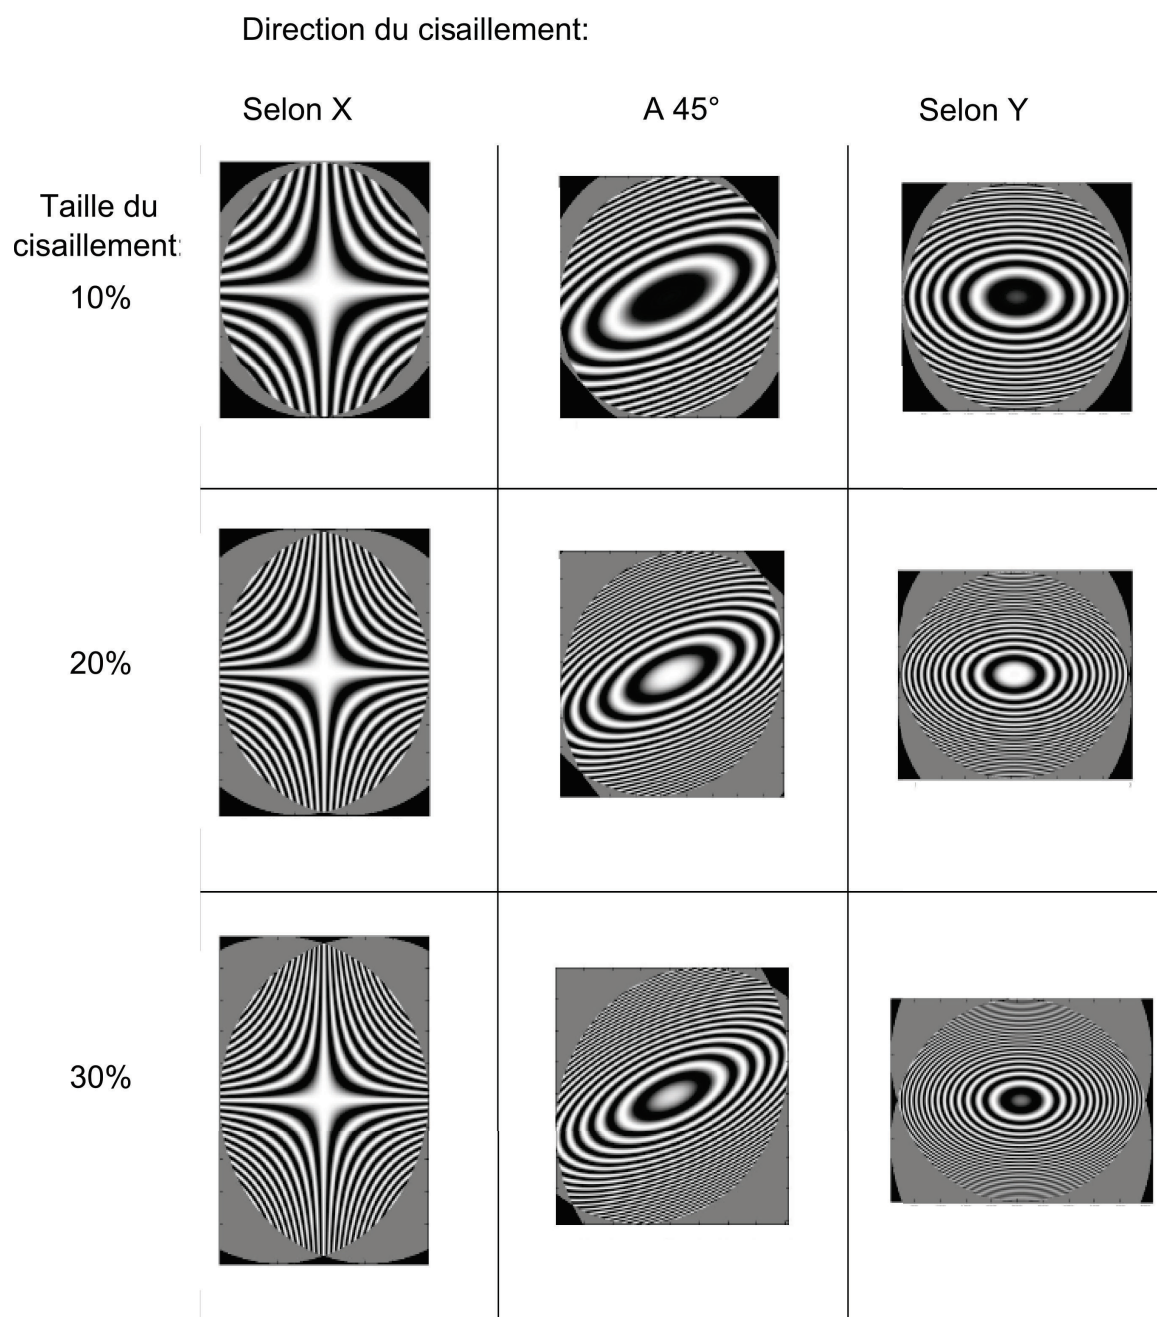 Direction du cisaillement:
Selon X
A 45°
Selon Y
Taille du
cisaillement:
10%
20%
30%